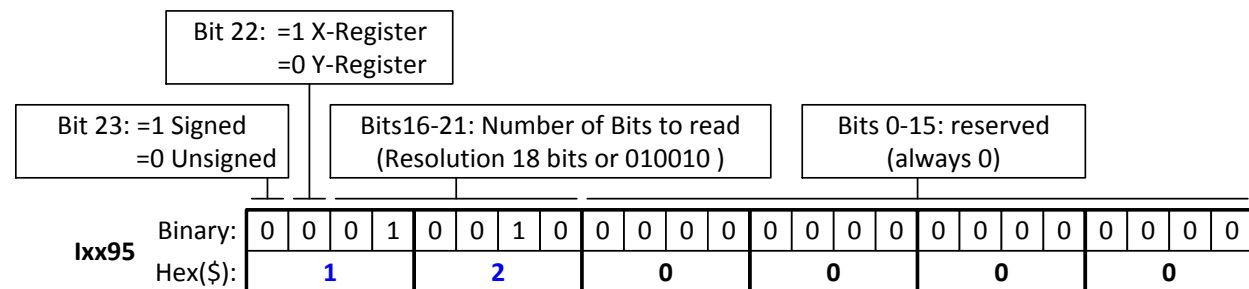 Bit 22: =1 X-Register
=0 Y-Register
Bit 23: =1 Signed
=0 Unsigned
Bits16-21: Number of Bits to read
(Resolution 18 bits or 010010 )
Bits 0-15: reserved
(always 0)
Ixx95
Binary: 0 0 0 1 0 0 1 0 0 0 0 0 0 0 0 0 0 0 0 0 0 0 0 0
Hex($): 1 2 0 0 0 0